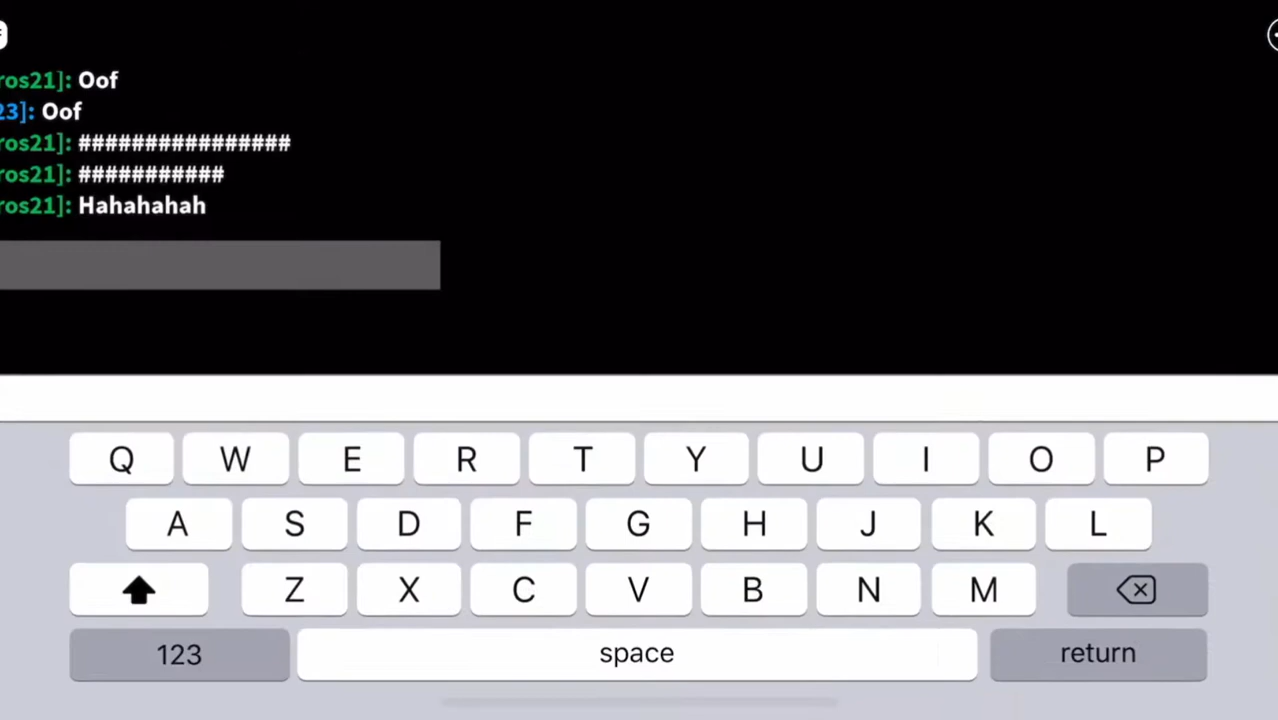 ros21]: Oof
23]: Oof
ros21]: ################
ros21]: ###########
ros21]: Hahahahah
Q W E R T Y U I O P
A S D F G H J K L
Z X C V B N M
123 space return